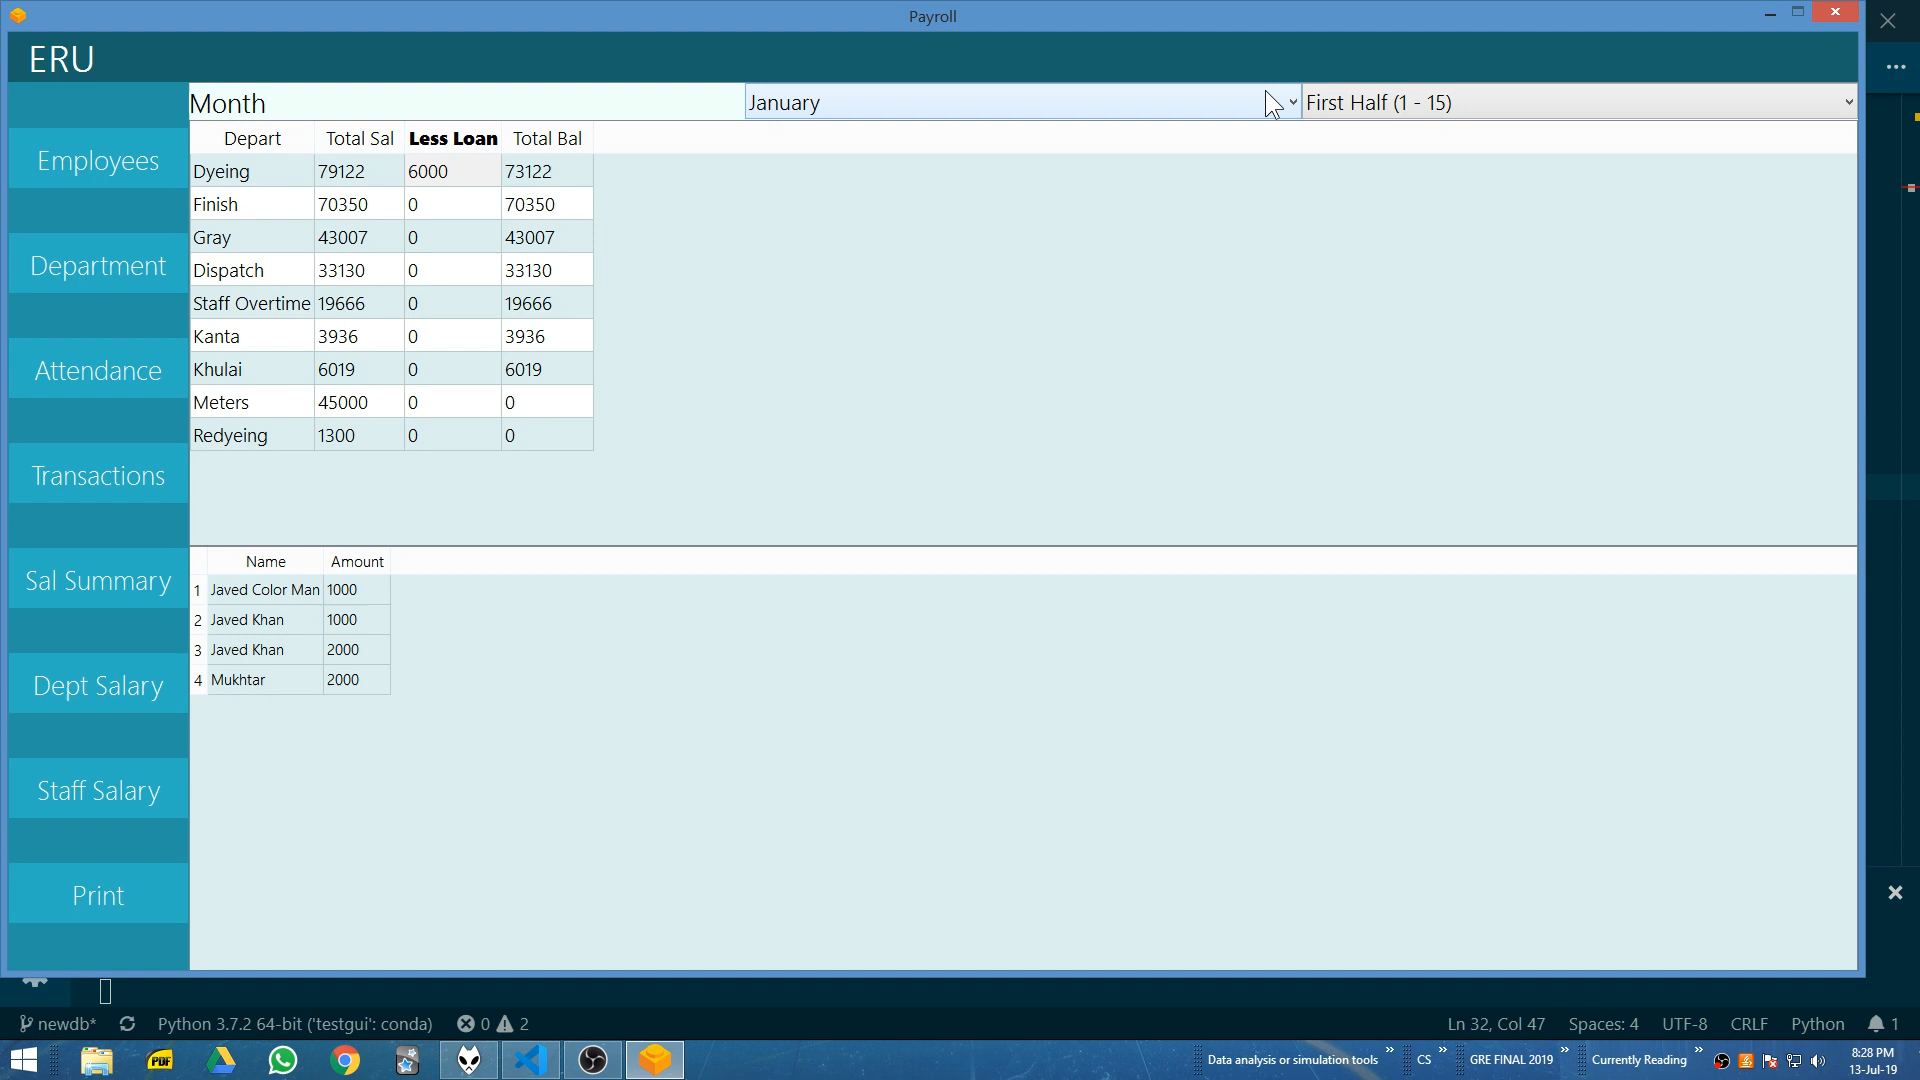 Payroll
ERU
Month January First Half (1 - 15)
Depart Total Sal Less Loan Total Bal
Dyeing 79122 6000 73122
Finish 70350 0 70350
Gray 43007 0 43007
Dispatch 33130 0 33130
Staff Overtime 19666 0 19666
Kanta 3936 0 3936
Khulai 6019 0 6019
Meters 45000 0 0
Redyeing 1300 0 0
Employees
Department
Attendance
Transactions
Sal Summary
Dept Salary
Staff Salary
Print
Name Amount
1 Javed Color Man 1000
2 Javed Khan 1000
3 Javed Khan 2000
4 Mukhtar 2000
newdb* Python 3.7.2 64-bit ('testgui': conda) 0 2 Ln 32, Col 47 Spaces: 4 UTF-8 CRLF Python 1
PDF Data analysis or simulation tools » CS » GRE FINAL 2019 » Currently Reading » 8:28 PM
13-Jul-19